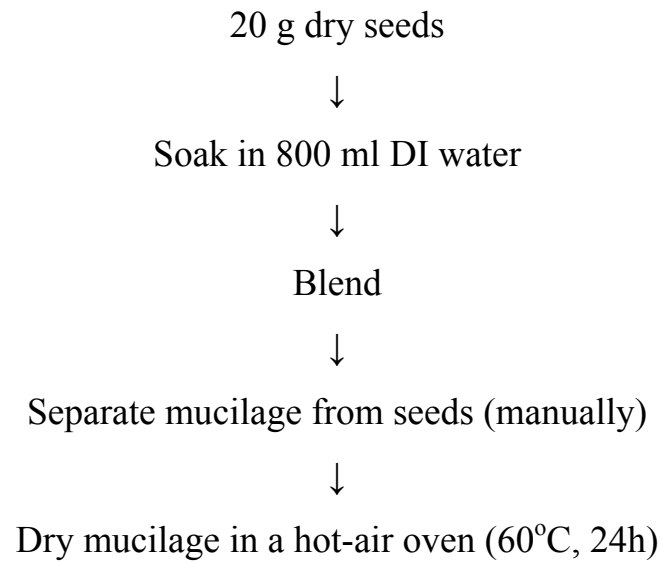 20 g dry seeds
↓
Soak in 800 ml DI water
↓
Blend
↓
Separate mucilage from seeds (manually)
↓
Dry mucilage in a hot-air oven (60°C, 24h)